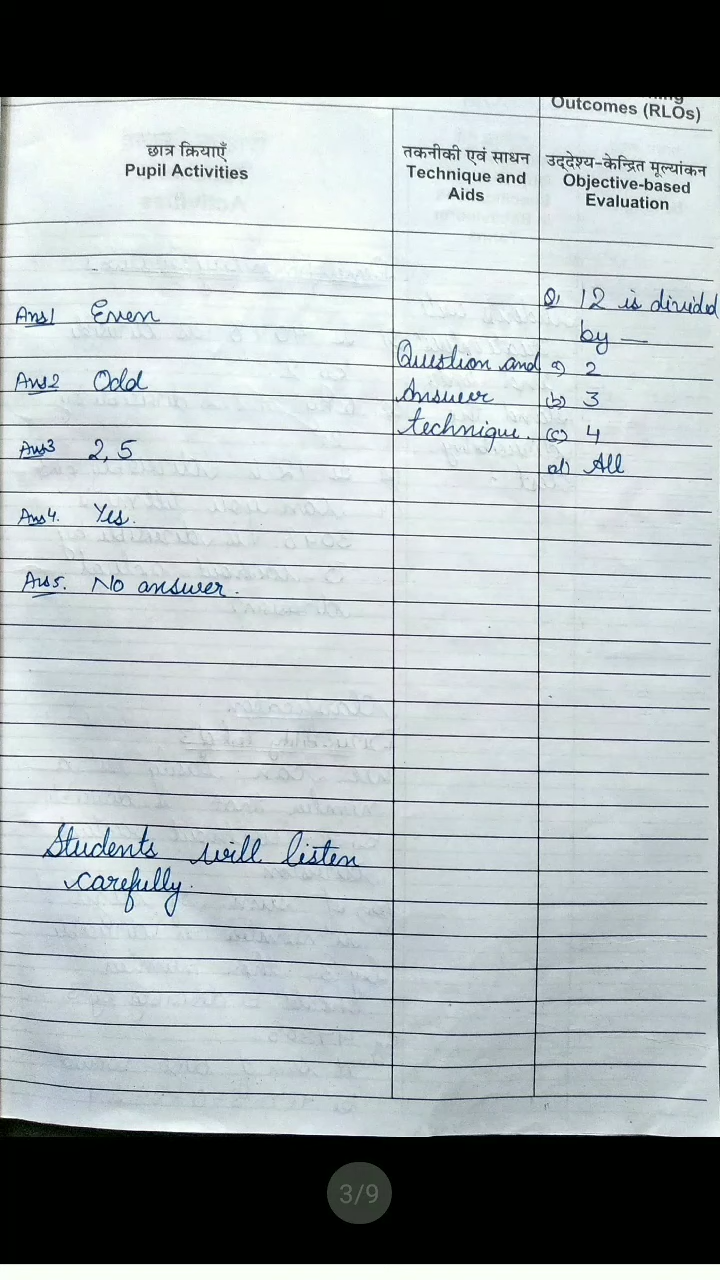 Outcomes (RLOs)
छात्र क्रियाएँ
Pupil Activities
तकनीकी एवं साधन
Technique and
Aids
उद्देश्य-केन्द्रित मूल्यांकन
Objective-based
Evaluation
Ans1 Even
Ans2 Odd
Ans3 2, 5
Ans4. Yes.
Ans5. No answer.
Students will listen
carefully.
Question and
Answer
technique.
Q. 12 is divided
by —
a) 2
(b) 3
(c) 4
d) All
3/9